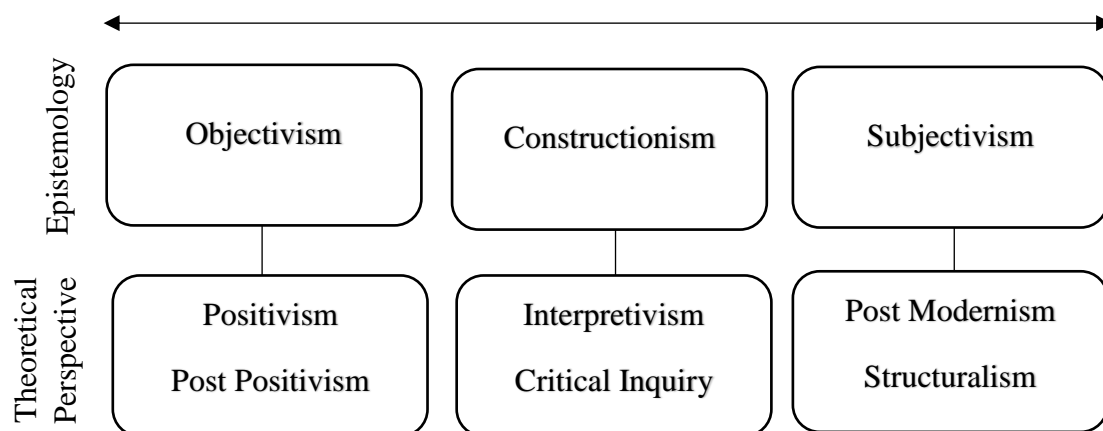 Epistemology
Objectivism
Constructionism
Subjectivism
Theoretical
Perspective
Positivism
Post Positivism
Interpretivism
Critical Inquiry
Post Modernism
Structuralism